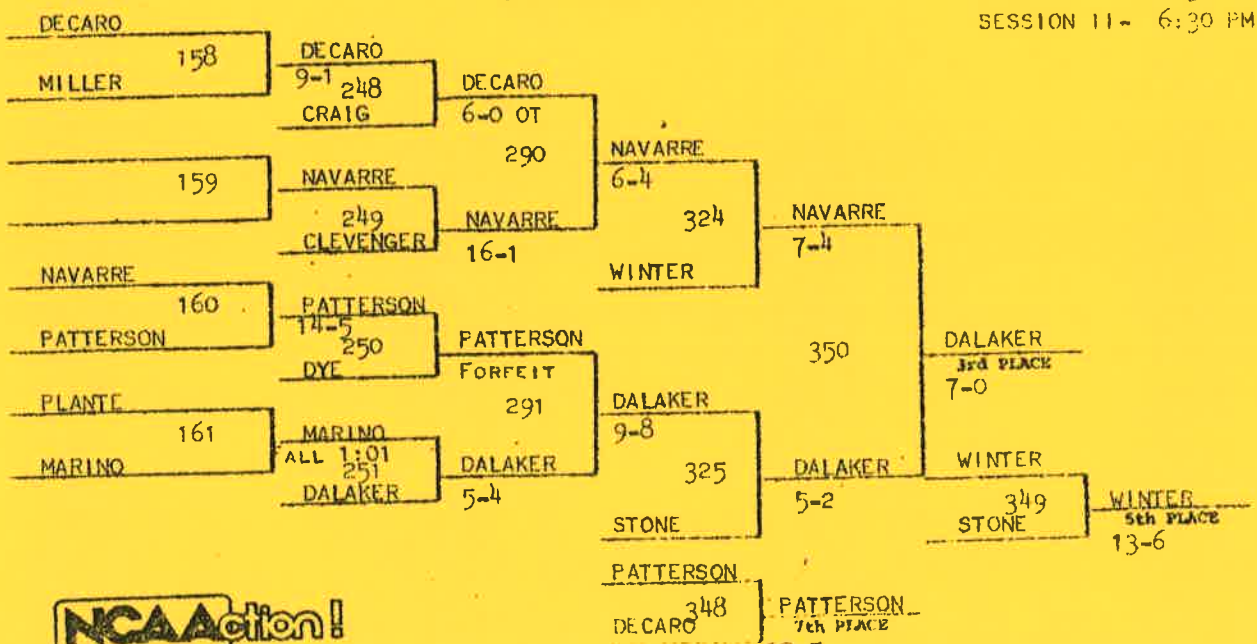 SESSION 11- 6:30 PM
DECARO
158
MILLER
DECARO
9-1
248
CRAIG
DECARO
6-0 OT
290
159
NAVARRE
249
CLEVENGER
NAVARRE
16-1
NAVARRE
6-4
324
WINTER
NAVARRE
7-4
NAVARRE
160
PATTERSON
PATTERSON
14-5
250
DYE
PATTERSON
FORFEIT
291
350
DALAKER
3rd PLACE
7-0
PLANTE
161
MARINO
MARINO
ALL 1:01
251
DALAKER
DALAKER
5-4
DALAKER
9-8
325
STONE
DALAKER
5-2
WINTER
349
STONE
WINTER
5th PLACE
13-6
PATTERSON
348
DECARO
PATTERSON
7th PLACE
NCAAction!